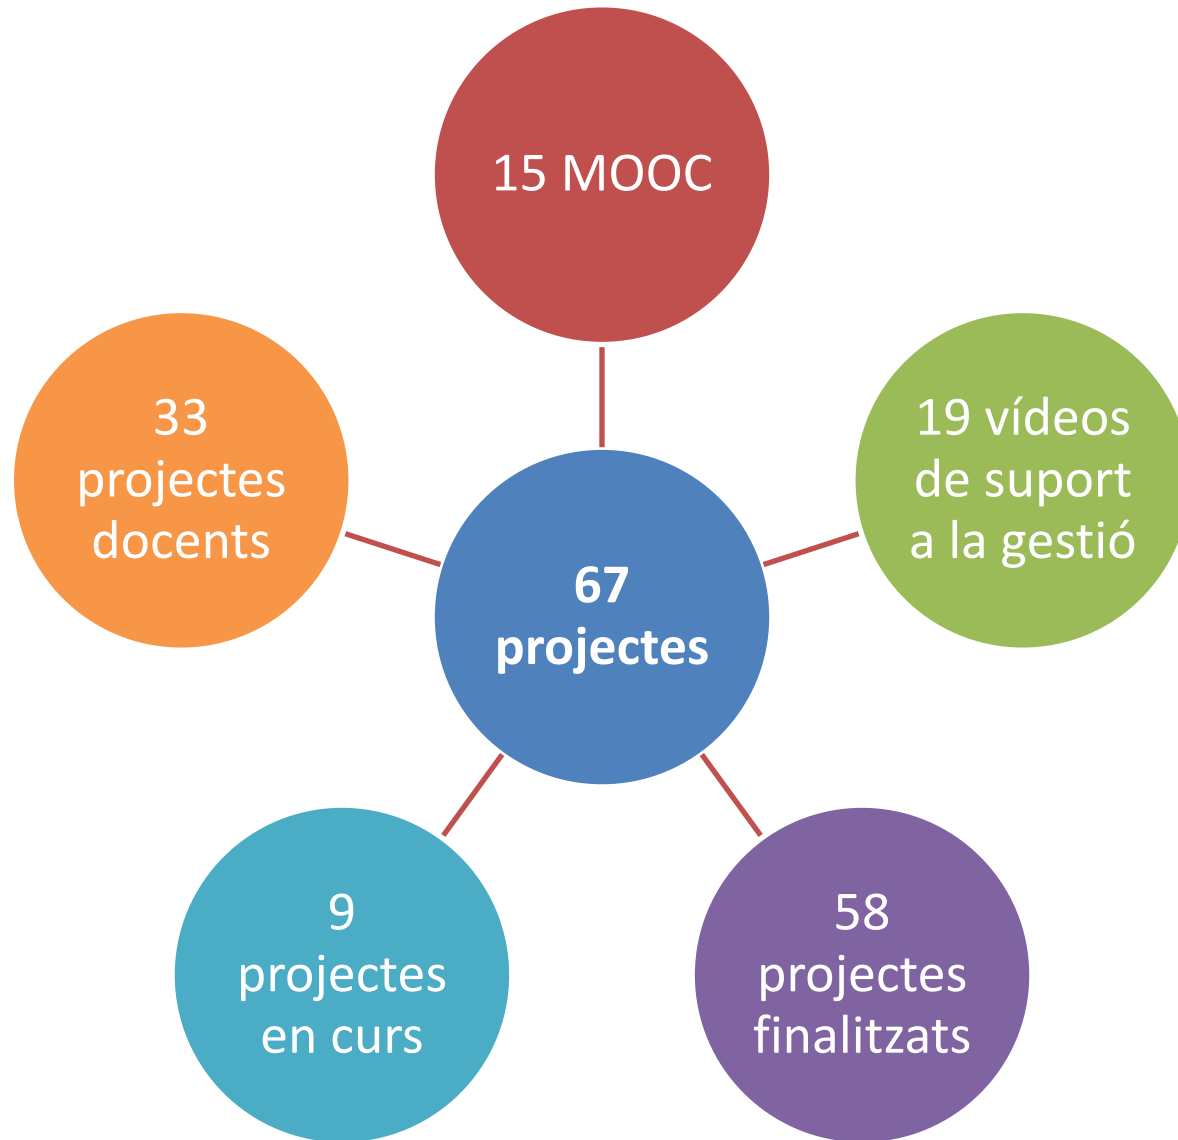 15 MOOC
33
projectes
docents
19 vídeos
de suport
a la gestió
67
projectes
9
projectes
en curs
58
projectes
finalitzats